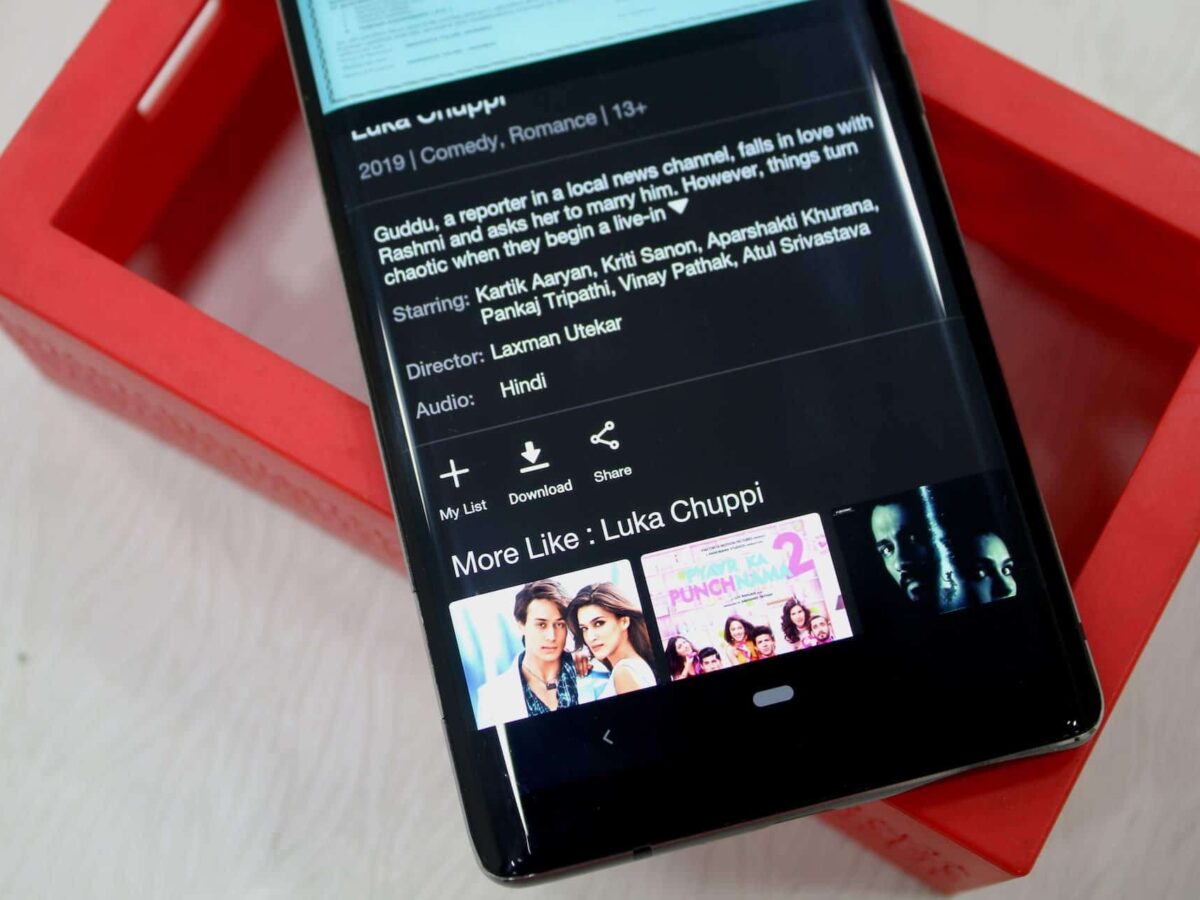 Luka Chuppi
2019 | Comedy, Romance | 13+
Guddu, a reporter in a local news channel, falls in love with
Rashmi and asks her to marry him. However, things turn
chaotic when they begin a live-in
Starring: Kartik Aaryan, Kriti Sanon, Aparshakti Khurana,
Pankaj Tripathi, Vinay Pathak, Atul Srivastava
Director: Laxman Utekar
Audio: Hindi
My List
Download
Share
More Like : Luka Chuppi
PYAAR KA
PUNCHNAMA 2